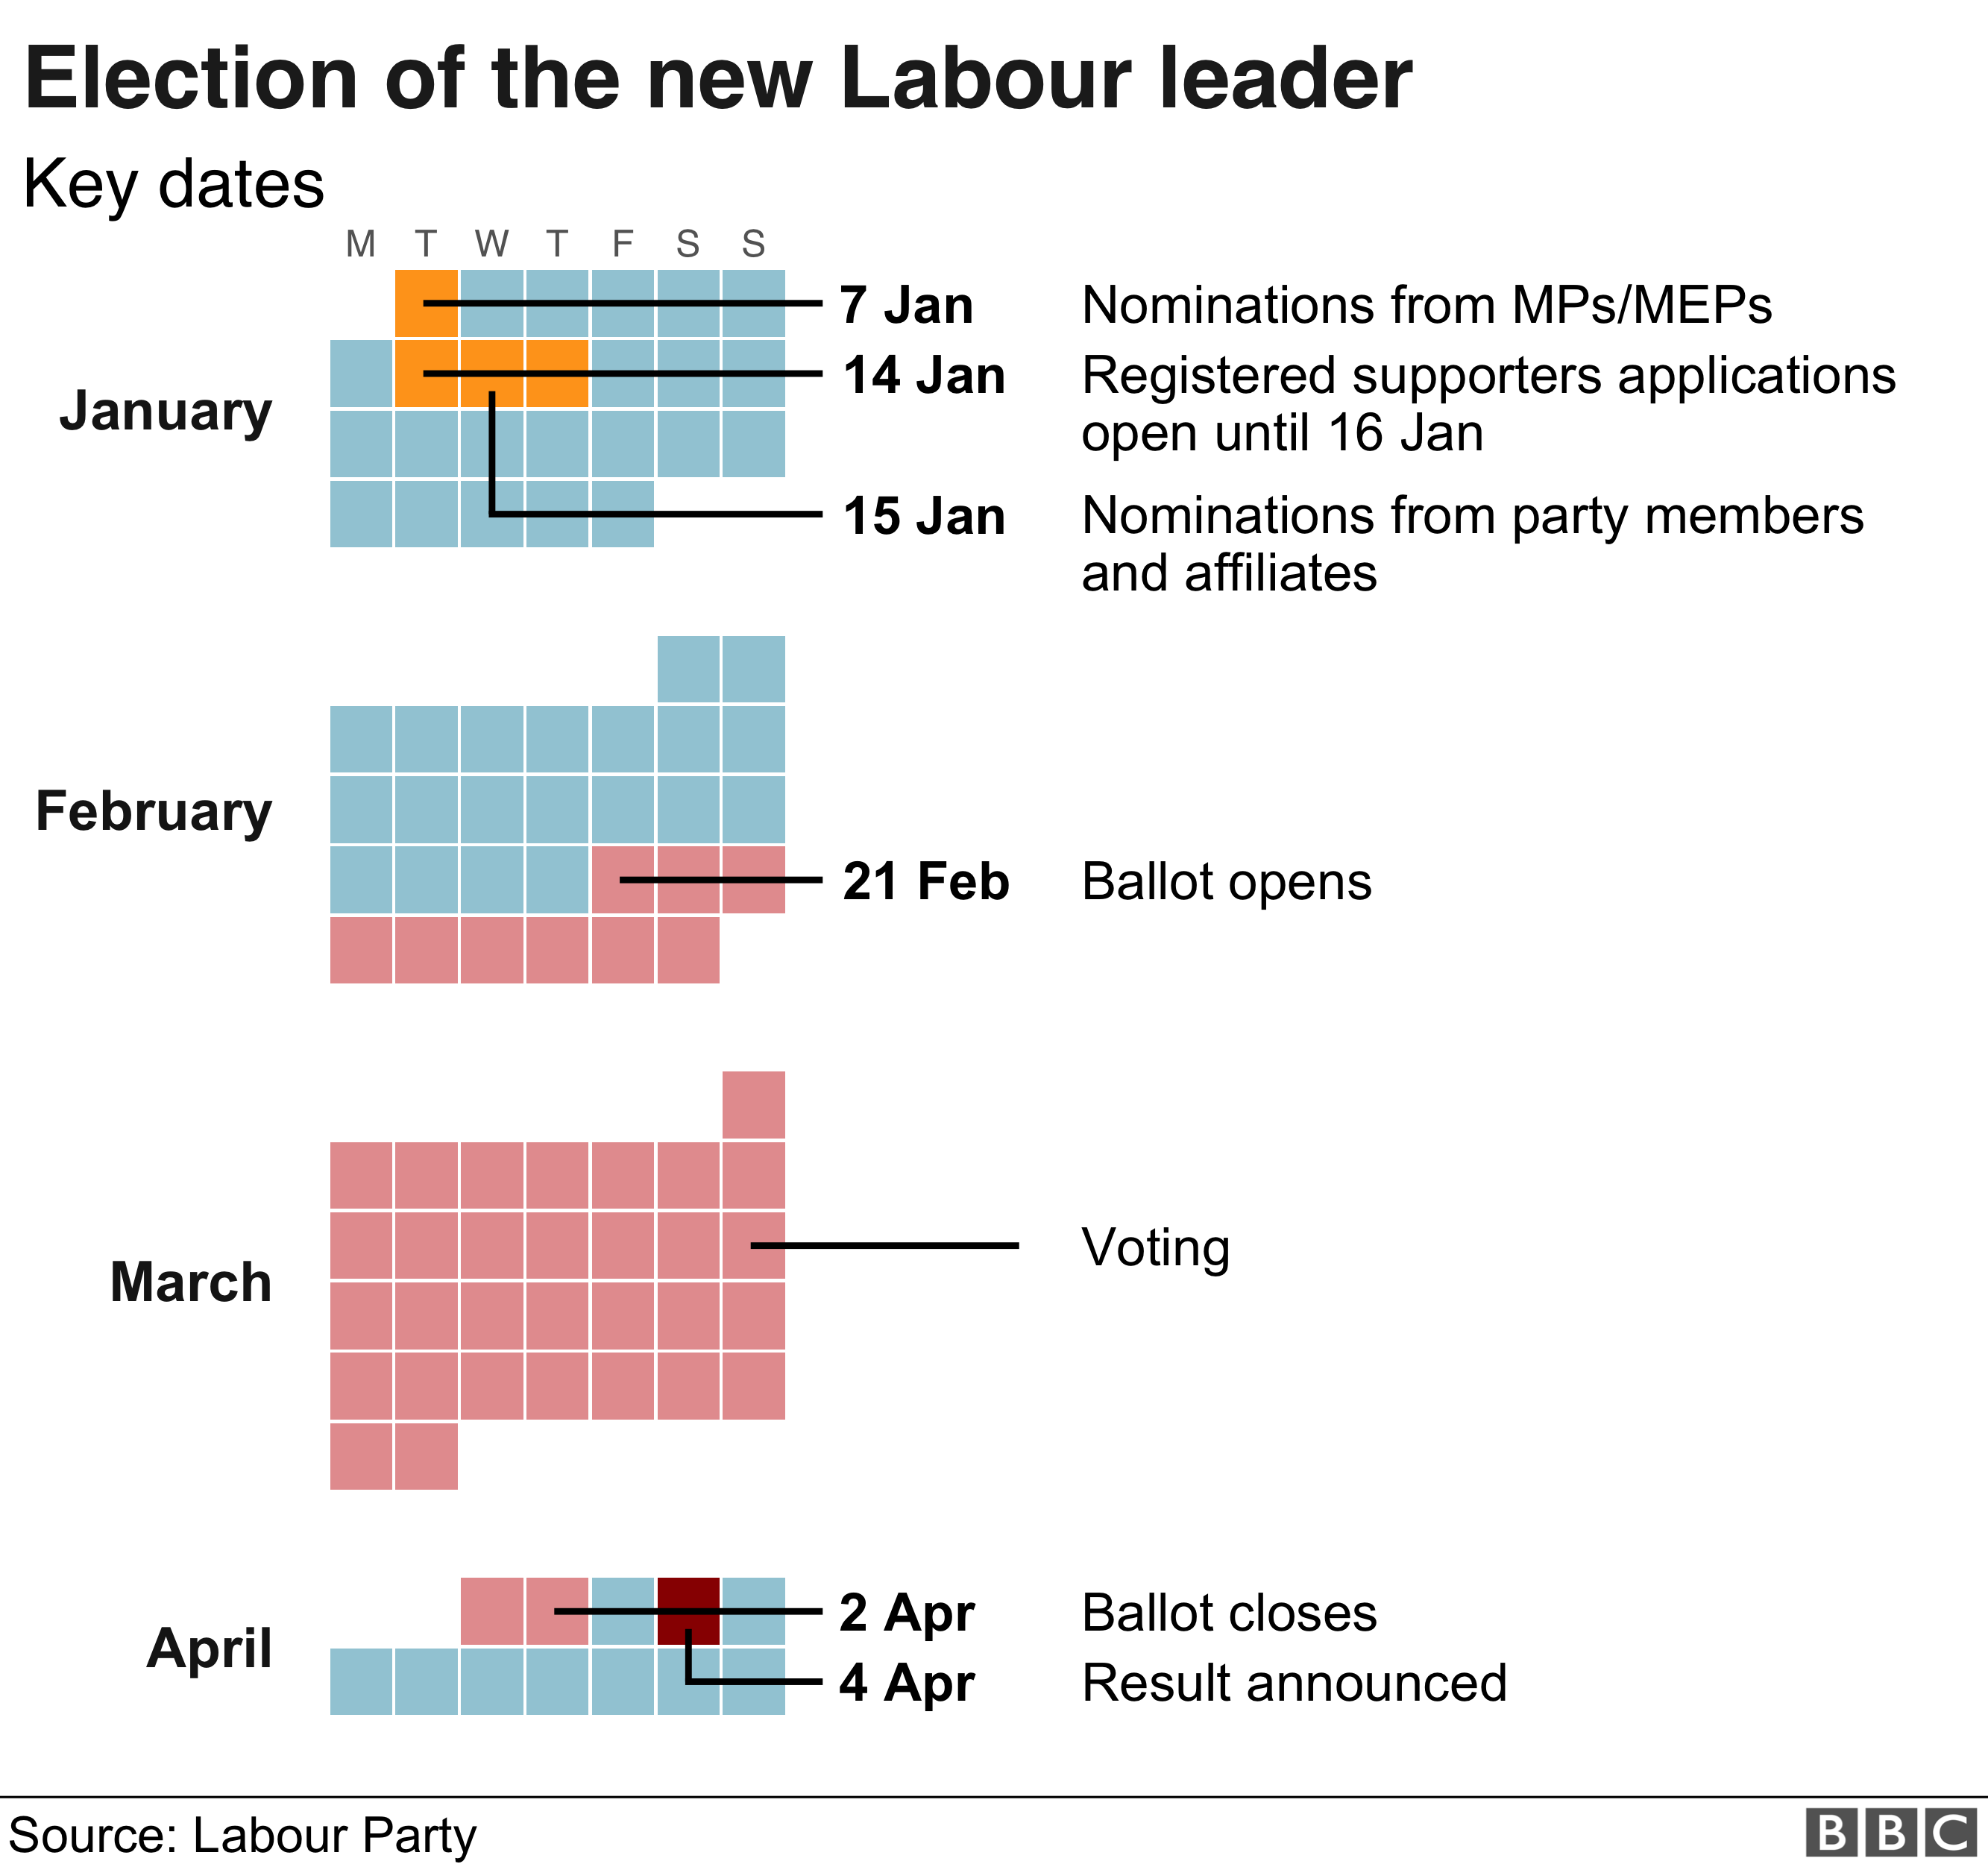 Election of the new Labour leader
Key dates
M T W T F S S
January
7 Jan Nominations from MPs/MEPs
14 Jan Registered supporters applications
open until 16 Jan
15 Jan Nominations from party members
and affiliates
February
21 Feb Ballot opens
March
Voting
April
2 Apr Ballot closes
4 Apr Result announced
Source: Labour Party
BBC